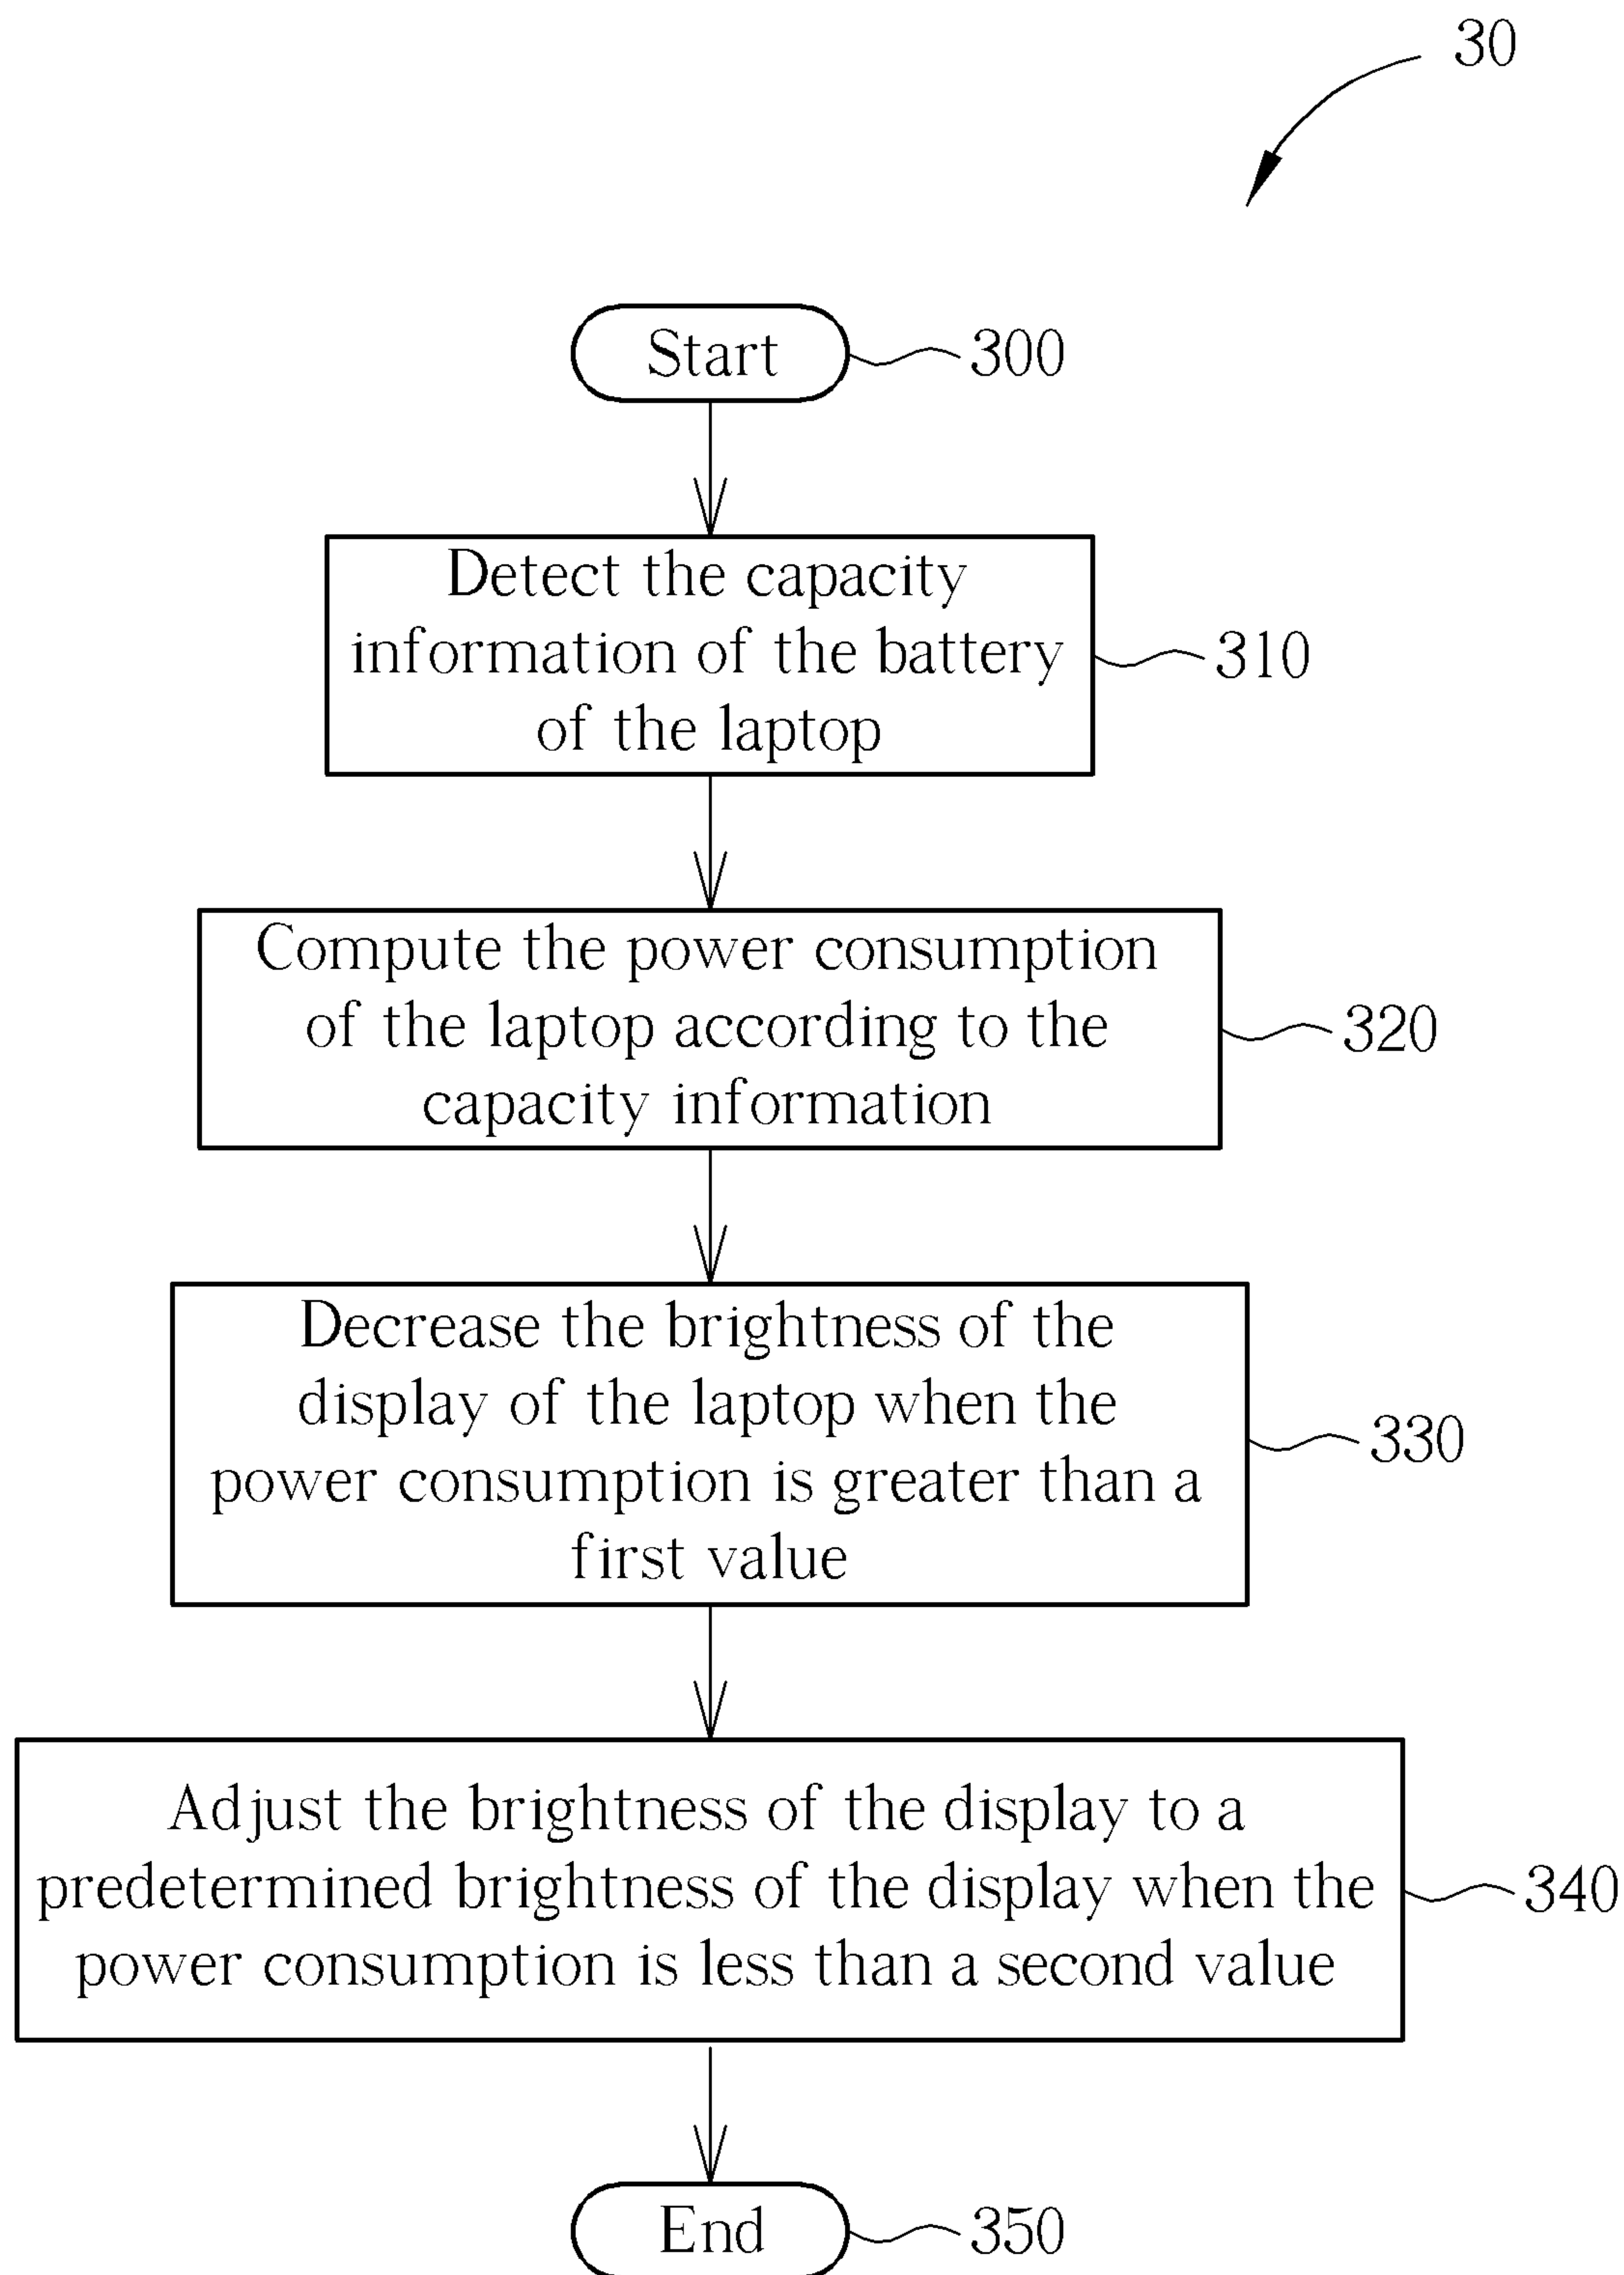 30
Start
300
Detect the capacity
information of the battery
of the laptop
310
Compute the power consumption
of the laptop according to the
capacity information
320
Decrease the brightness of the
display of the laptop when the
power consumption is greater than a
first value
330
Adjust the brightness of the display to a
predetermined brightness of the display when the
power consumption is less than a second value
340
End
350